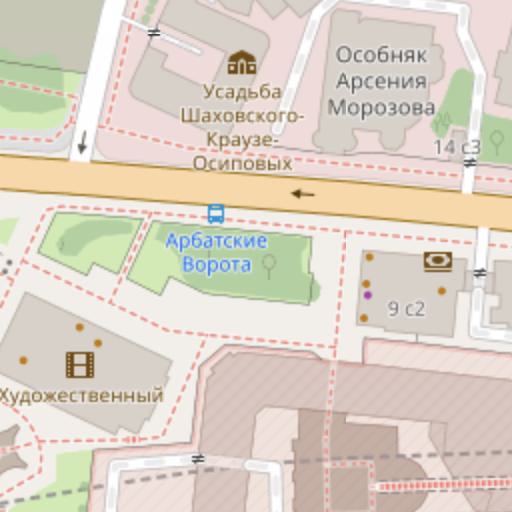 Особняк
Арсения
Морозова
Усадьба
Шаховского-
Краузе-
Осиповых
14 с3
Арбатские
Ворота
9 с2
Художественный